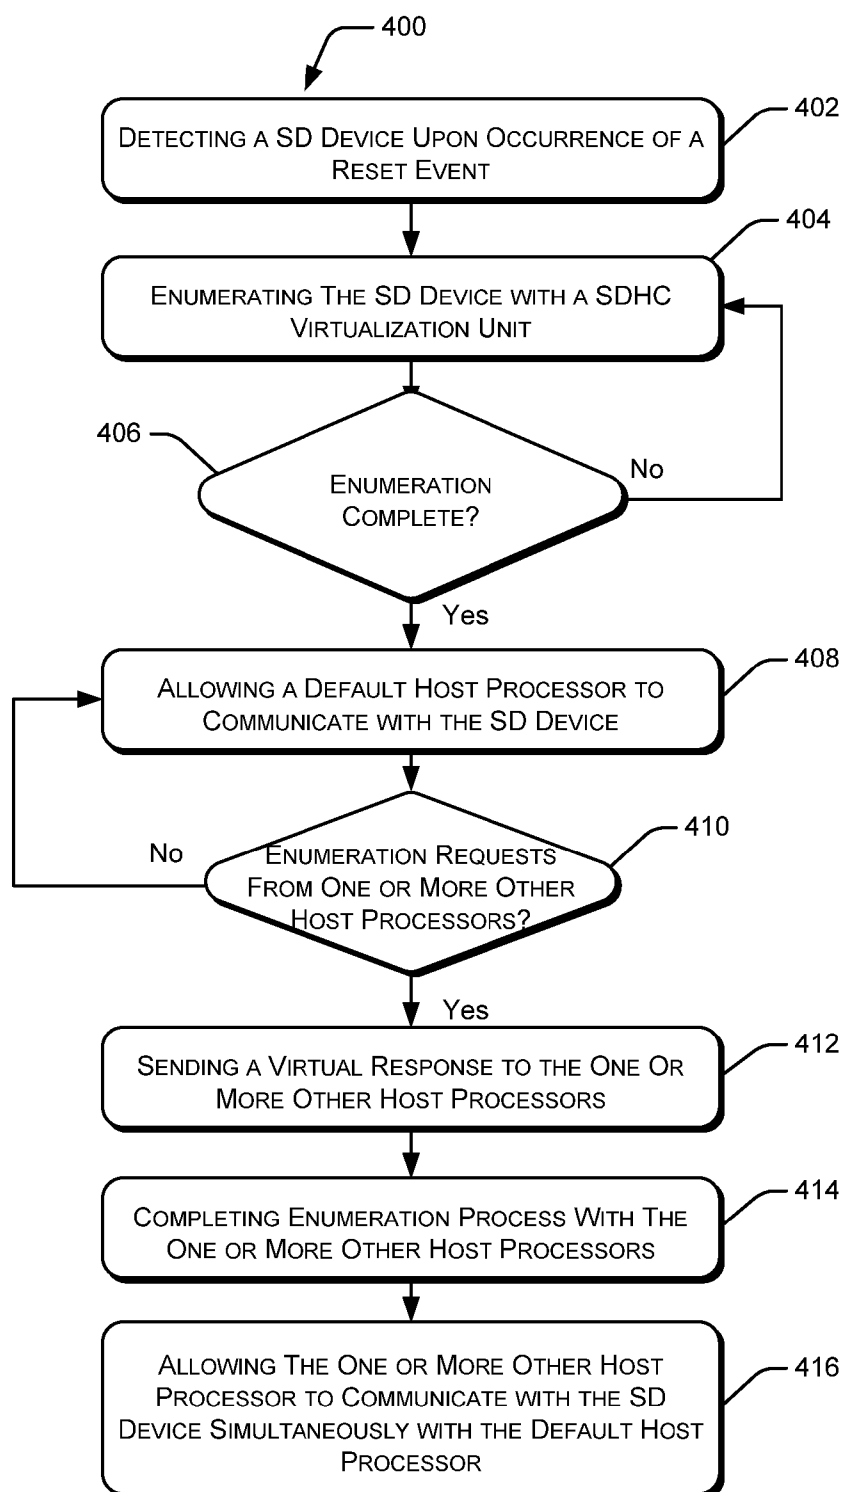 400
402
DETECTING A SD DEVICE UPON OCCURRENCE OF A
RESET EVENT
404
ENUMERATING THE SD DEVICE WITH A SDHC
VIRTUALIZATION UNIT
406
No
ENUMERATION
COMPLETE?
Yes
408
ALLOWING A DEFAULT HOST PROCESSOR TO
COMMUNICATE WITH THE SD DEVICE
410
No
ENUMERATION REQUESTS
FROM ONE OR MORE OTHER
HOST PROCESSORS?
Yes
412
SENDING A VIRTUAL RESPONSE TO THE ONE OR
MORE OTHER HOST PROCESSORS
414
COMPLETING ENUMERATION PROCESS WITH THE
ONE OR MORE OTHER HOST PROCESSORS
416
ALLOWING THE ONE OR MORE OTHER HOST
PROCESSOR TO COMMUNICATE WITH THE SD
DEVICE SIMULTANEOUSLY WITH THE DEFAULT HOST
PROCESSOR